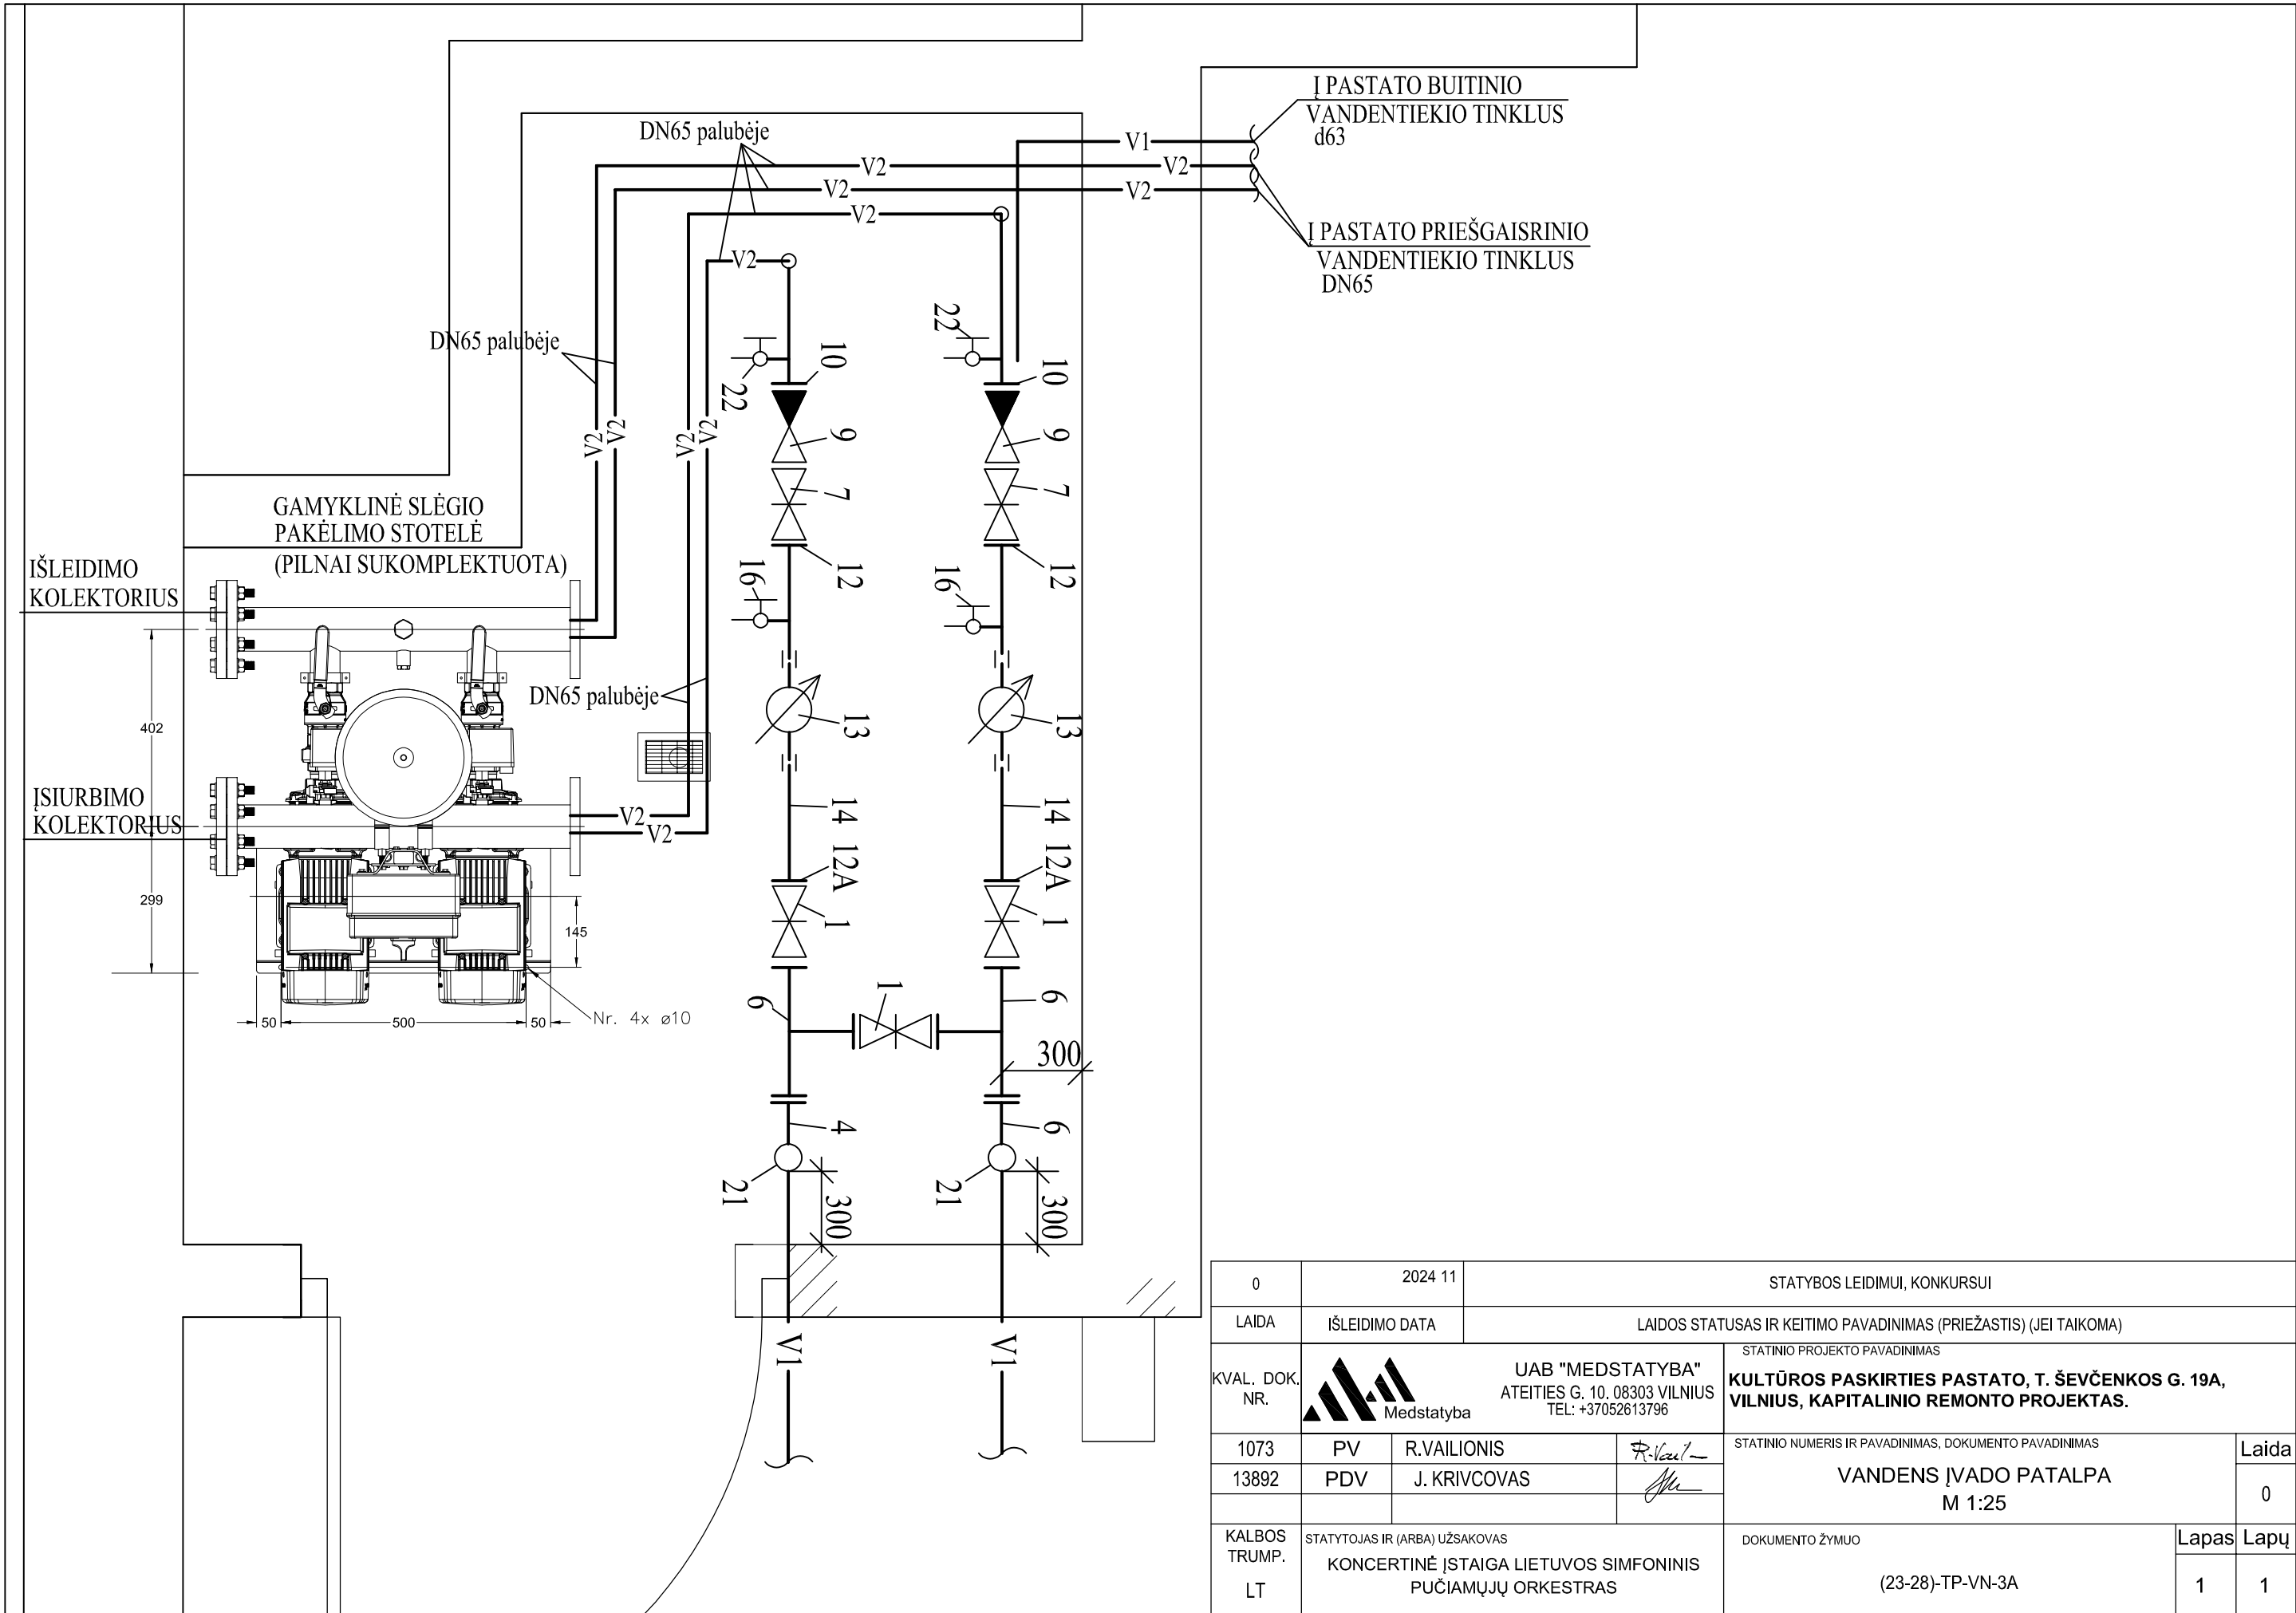 Į PASTATO BUITINIO
VANDENTIEKIO TINKLUS
d63
DN65 palubėje
V1
V2
V2
V2
V2
V2
Į PASTATO PRIEŠGAISRINIO
VANDENTIEKIO TINKLUS
DN65
V2
22
DN65 palubėje
10
10
22
V2
V2
V2
V2
9
9
7
7
GAMYKLINĖ SLĖGIO
PAKĖLIMO STOTELĖ
(PILNAI SUKOMPLEKTUOTA)
IŠLEIDIMO
KOLEKTORIUS
12
12
16
16
DN65 palubėje
13
13
402
ĮSIURBIMO
KOLEKTORIUS
V2
V2
14
14
12A
12A
299
145
1
1
50
500
50
Nr. 4x ø10
6
1
6
300
4
6
21
21
300
300
V1
V1
0
2024 11
STATYBOS LEIDIMUI, KONKURSUI
LAIDA
IŠLEIDIMO DATA
LAIDOS STATUSAS IR KEITIMO PAVADINIMAS (PRIEŽASTIS) (JEI TAIKOMA)
KVAL. DOK.
NR.
Medstatyba
UAB "MEDSTATYBA"
ATEITIES G. 10, 08303 VILNIUS
TEL: +37052613796
STATINIO PROJEKTO PAVADINIMAS
KULTŪROS PASKIRTIES PASTATO, T. ŠEVČENKOS G. 19A,
VILNIUS, KAPITALINIO REMONTO PROJEKTAS.
1073
PV
R.VAILIONIS
13892
PDV
J. KRIVCOVAS
STATINIO NUMERIS IR PAVADINIMAS, DOKUMENTO PAVADINIMAS
VANDENS ĮVADO PATALPA
M 1:25
Laida
0
KALBOS
TRUMP.
LT
STATYTOJAS IR (ARBA) UŽSAKOVAS
KONCERTINĖ ĮSTAIGA LIETUVOS SIMFONINIS
PUČIAMŲJŲ ORKESTRAS
DOKUMENTO ŽYMUO
(23-28)-TP-VN-3A
Lapas
Lapų
1
1